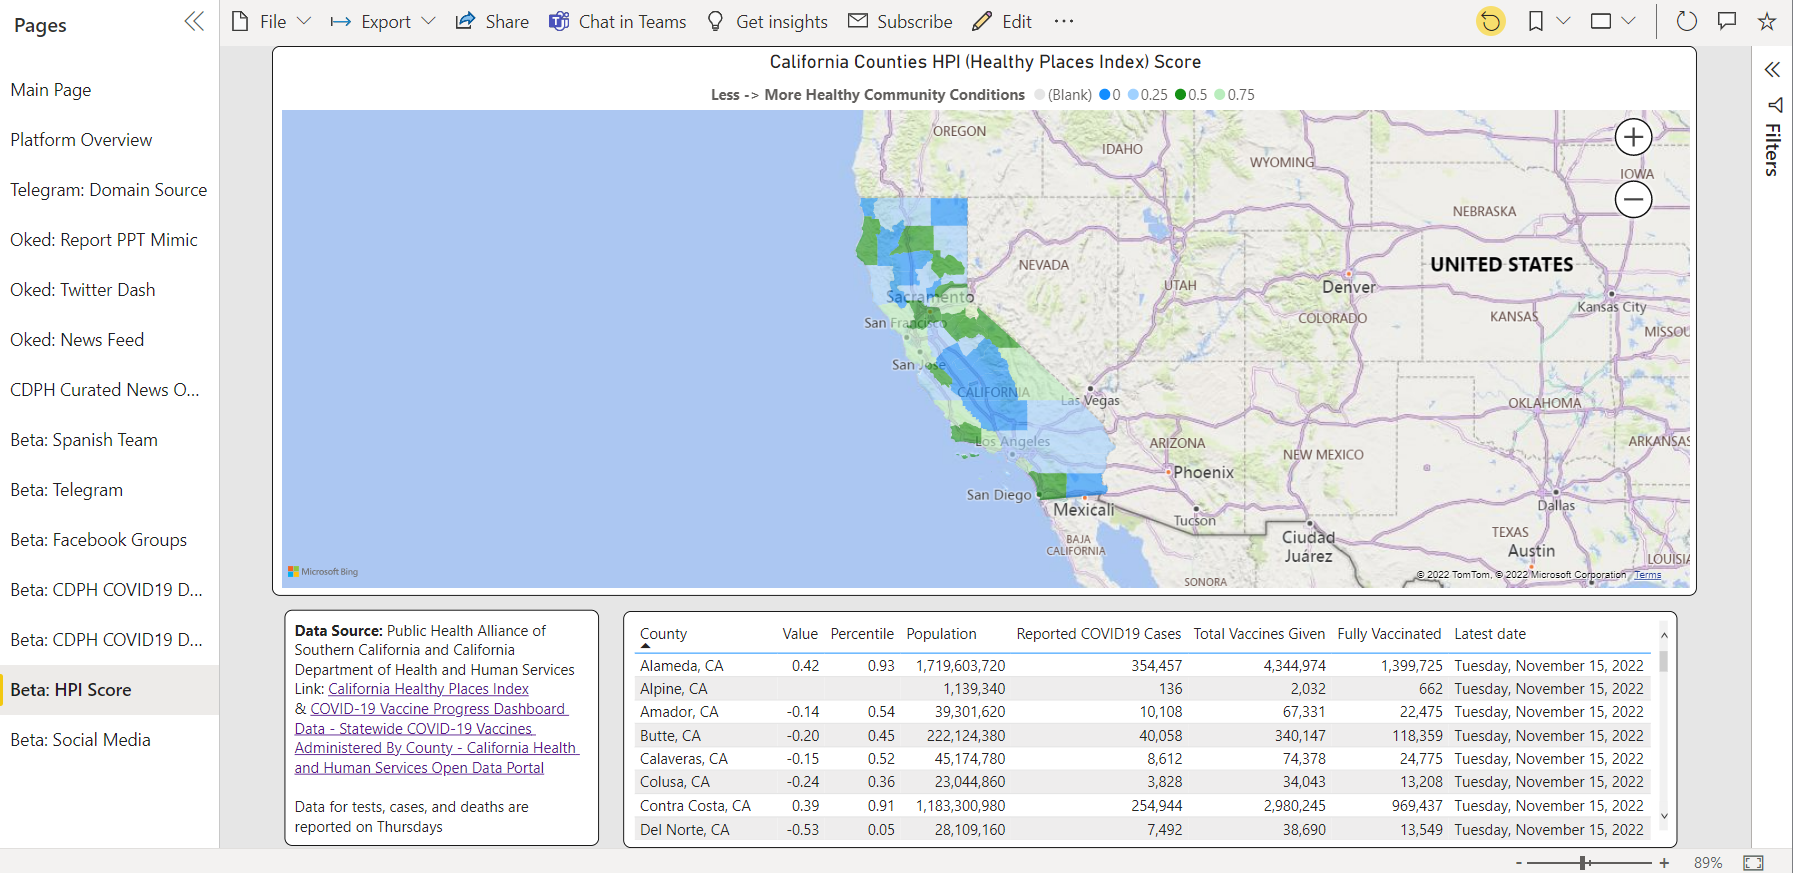 Pages
File
Export
Share
Chat in Teams
Get insights
Subscribe
Edit
Main Page
Platform Overview
Telegram: Domain Source
Oked: Report PPT Mimic
Oked: Twitter Dash
Oked: News Feed
CDPH Curated News O...
Beta: Spanish Team
Beta: Telegram
Beta: Facebook Groups
Beta: CDPH COVID19 D...
Beta: CDPH COVID19 D...
Beta: HPI Score
Beta: Social Media
California Counties HPI (Healthy Places Index) Score
Less -> More Healthy Community Conditions (Blank) 0 0.25 0.5 0.75
OREGON
IDAHO
WYOMING
IOWA
NEBRASKA
NEVADA
UNITED STATES
UTAH
Denver
Sacramento
Kansas City
San Francisco
COLORADO
KANSAS
MISSOU
San Jose
CALIFORNIA
Las Vegas
OKLAHOMA
Los Angeles
ARIZONA
NEW MEXICO
ARKANSAS
Phoenix
San Diego
Mexicali
Tucson
Dallas
BAJA
CALIFORNIA
Ciudad
Juárez
TEXAS
Austin
LOUISIA
SONORA
Microsoft Bing
© 2022 TomTom, © 2022 Microsoft Corporation Terms
Filters
Data Source: Public Health Alliance of
Southern California and California
Department of Health and Human Services
Link: California Healthy Places Index
& COVID-19 Vaccine Progress Dashboard
Data - Statewide COVID-19 Vaccines
Administered By County - California Health
and Human Services Open Data Portal
Data for tests, cases, and deaths are
reported on Thursdays
County Value Percentile Population Reported COVID19 Cases Total Vaccines Given Fully Vaccinated Latest date
Alameda, CA 0.42 0.93 1,719,603,720 354,457 4,344,974 1,399,725 Tuesday, November 15, 2022
Alpine, CA 1,139,340 136 2,032 662 Tuesday, November 15, 2022
Amador, CA -0.14 0.54 39,301,620 10,108 67,331 22,475 Tuesday, November 15, 2022
Butte, CA -0.20 0.45 222,124,380 40,058 340,147 118,359 Tuesday, November 15, 2022
Calaveras, CA -0.15 0.52 45,174,780 8,612 74,378 24,775 Tuesday, November 15, 2022
Colusa, CA -0.24 0.36 23,044,860 3,828 34,043 13,208 Tuesday, November 15, 2022
Contra Costa, CA 0.39 0.91 1,183,300,980 254,944 2,980,245 969,437 Tuesday, November 15, 2022
Del Norte, CA -0.53 0.05 28,109,160 7,492 38,690 13,549 Tuesday, November 15, 2022
- + 89%